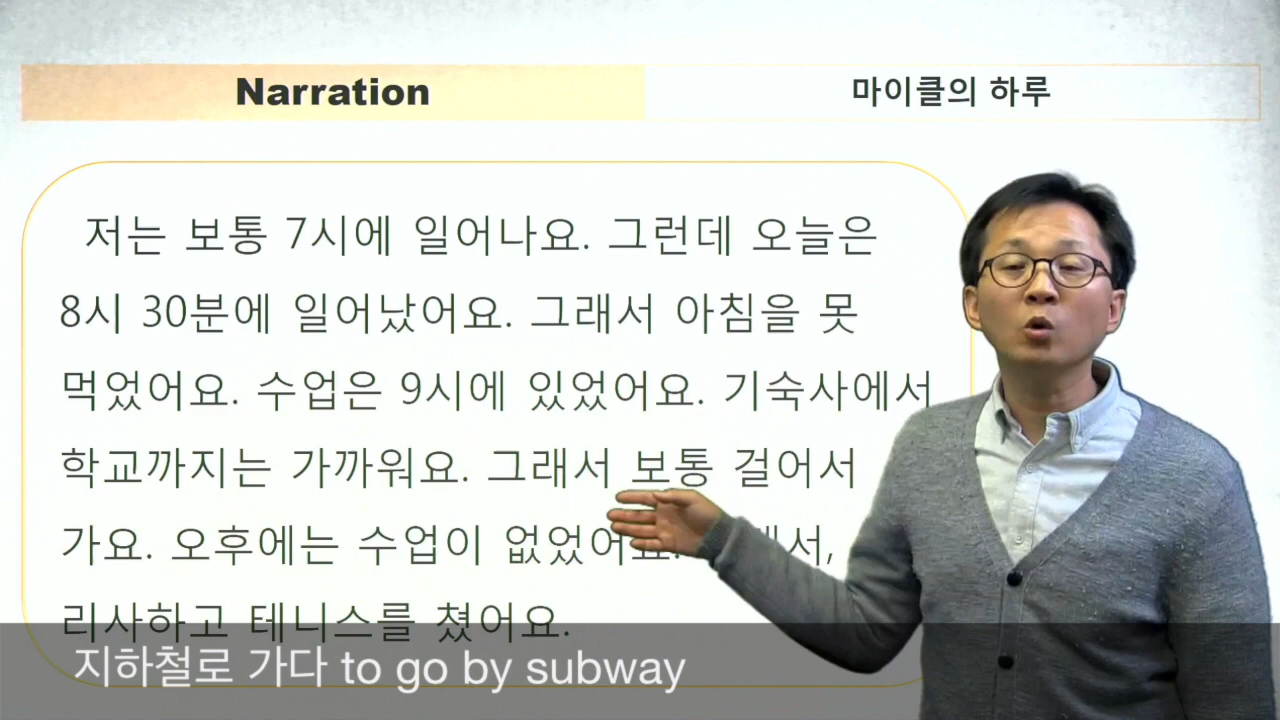 Narration
마이클의 하루
저는 보통 7시에 일어나요. 그런데 오늘은
8시 30분에 일어났어요. 그래서 아침을 못
먹었어요. 수업은 9시에 있었어요. 기숙사에서
학교까지는 가까워요. 그래서 보통 걸어서
가요. 오후에는 수업이
리사하고 테니스를 쳤어요.
지하철로 가다 to go by subway